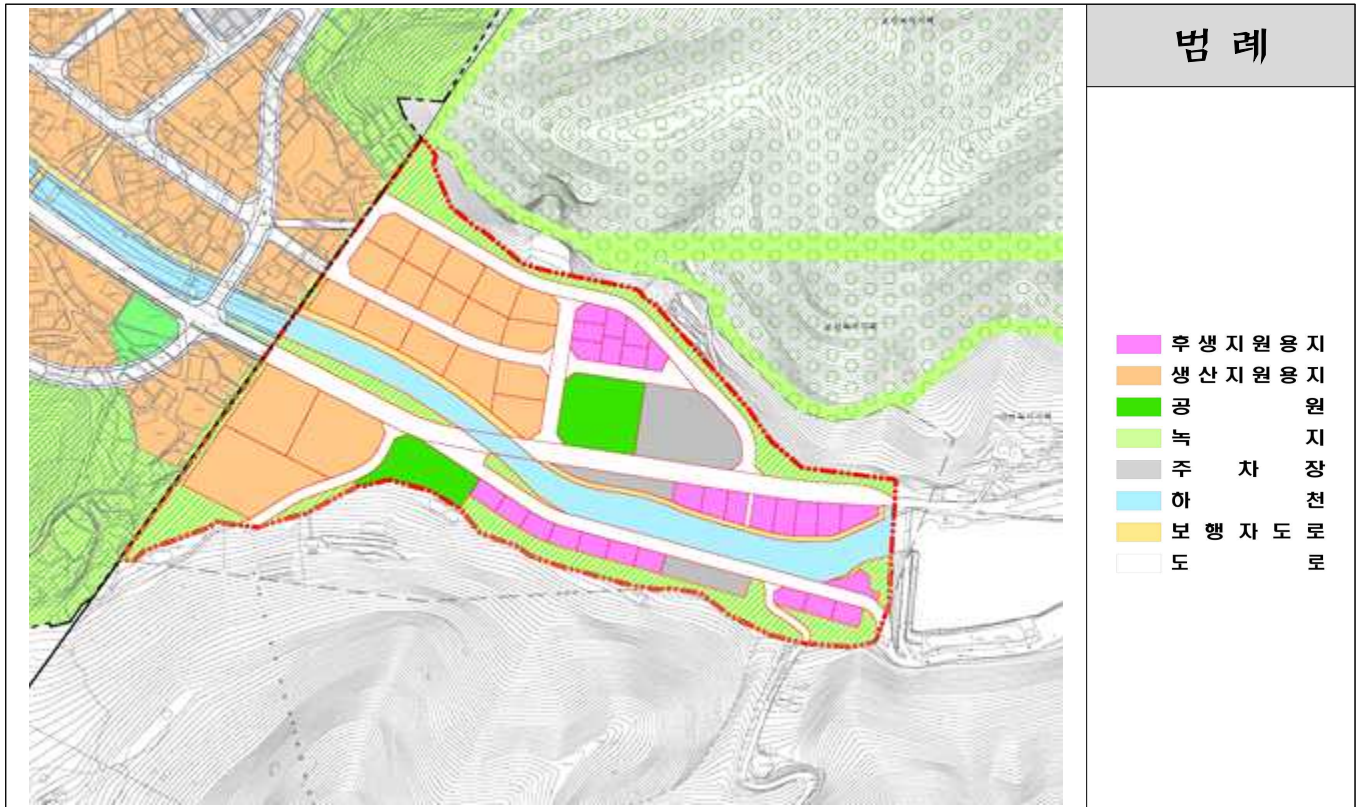 범 례
후 생 지 원 용 지
생 산 지 원 용 지
공 원
녹 지
주 차 장
하 천
보 행 자 도 로
도 로